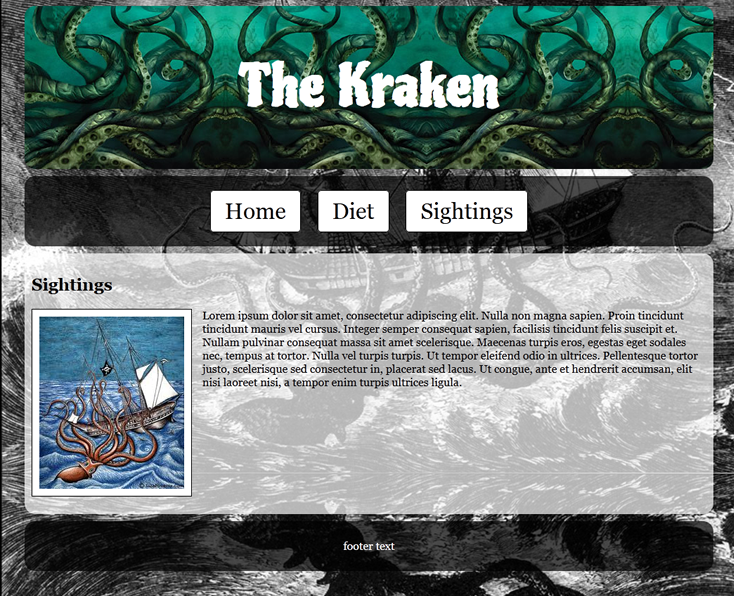 The Kraken
Home Diet Sightings
Sightings
Lorem ipsum dolor sit amet, consectetur adipiscing elit. Nulla non magna sapien. Proin tincidunt
tincidunt mauris vel cursus. Integer semper consequat sapien, facilisis tincidunt felis suscipit et.
Nullam pulvinar consequat massa sit amet scelerisque. Maecenas turpis eros, egestas eget sodales
nec, tempus at tortor. Nulla vel turpis turpis. Ut tempor eleifend odio in ultrices. Pellentesque tortor
justo, scelerisque sed consectetur in, placerat sed lacus. Ut congue, ante et hendrerit accumsan, elit
nisi laoreet nisi, a tempor enim turpis ultrices ligula.
footer text